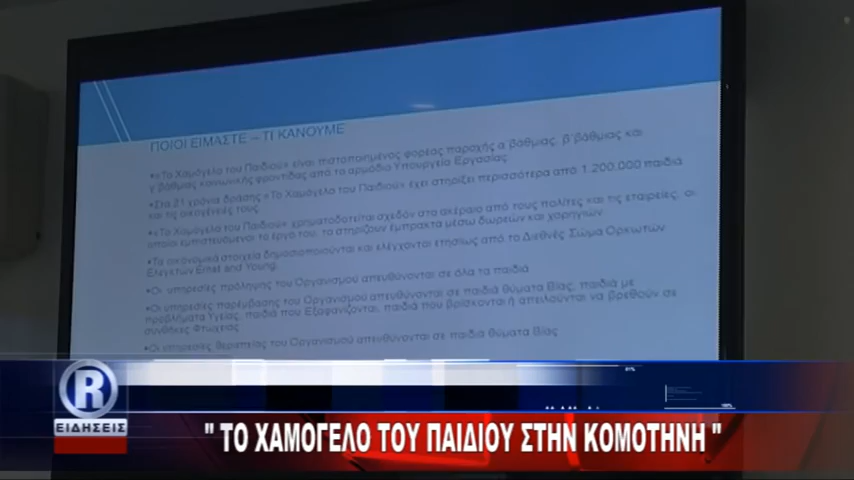 ΠΟΙΟΙ ΕΙΜΑΣΤΕ – ΤΙ ΚΑΝΟΥΜΕ
▪«Το Χαμόγελο του Παιδιού» είναι πιστοποιημένος φορέας παροχής α΄βάθμιας, β΄βάθμιας και
γ΄βάθμιας κοινωνικής φροντίδας από το αρμόδιο Υπουργείο Εργασίας
▪Στα 21 χρόνια δράσης «Το Χαμόγελο του Παιδιού» έχει στηρίξει περισσότερα από 1.200.000 παιδιά
και τις οικογένειές τους
▪«Το Χαμόγελο του Παιδιού» χρηματοδοτείται σχεδόν στο ακέραιο από τους πολίτες και τις εταιρείες, οι
οποίοι εμπιστευόμενοι το έργο του, το στηρίζουν έμπρακτα μέσω δωρεών και χορηγιών
▪Τα οικονομικά στοιχεία δημοσιοποιούνται και ελέγχονται ετησίως από το Διεθνές Σώμα Ορκωτών
Ελεγκτών Ernst and Young.
▪Οι υπηρεσίες πρόληψης του Οργανισμού απευθύνονται σε όλα τα παιδιά
▪Οι υπηρεσίες παρέμβασης του Οργανισμού απευθύνονται σε παιδιά θύματα Βίας, παιδιά με
προβλήματα Υγείας, παιδιά που Εξαφανίζονται, παιδιά που βρίσκονται ή απειλούνται να βρεθούν σε
συνθήκες Φτώχειας
▪Οι υπηρεσίες θεραπείας του Οργανισμού απευθύνονται σε παιδιά θύματα Βίας
R
ΕΙΔΗΣΕΙΣ
" ΤΟ ΧΑΜΟΓΕΛΟ ΤΟΥ ΠΑΙΔΙΟΥ ΣΤΗΝ ΚΟΜΟΤΗΝΗ "